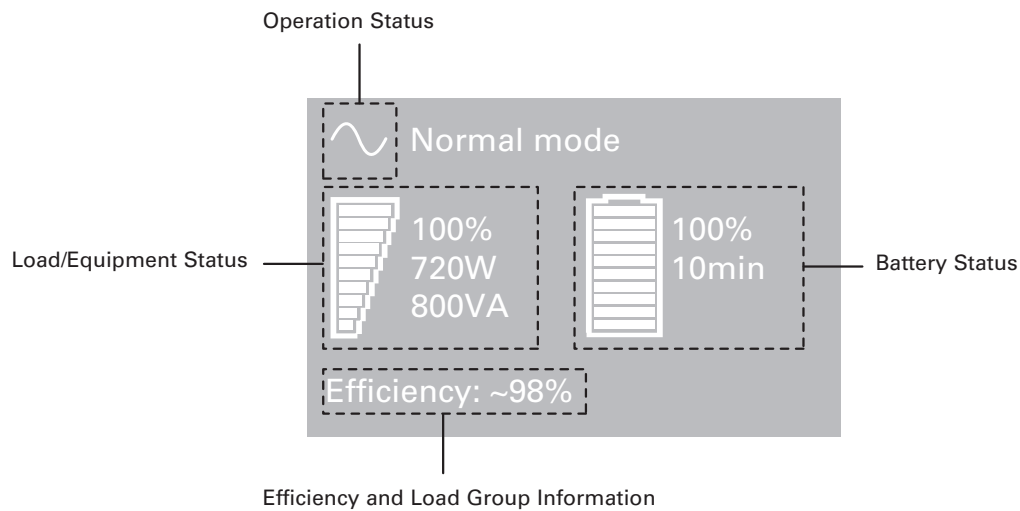 Operation Status
Normal mode
Load/Equipment Status
100%
720W
800VA
100%
10min
Battery Status
Efficiency: ~98%
Efficiency and Load Group Information